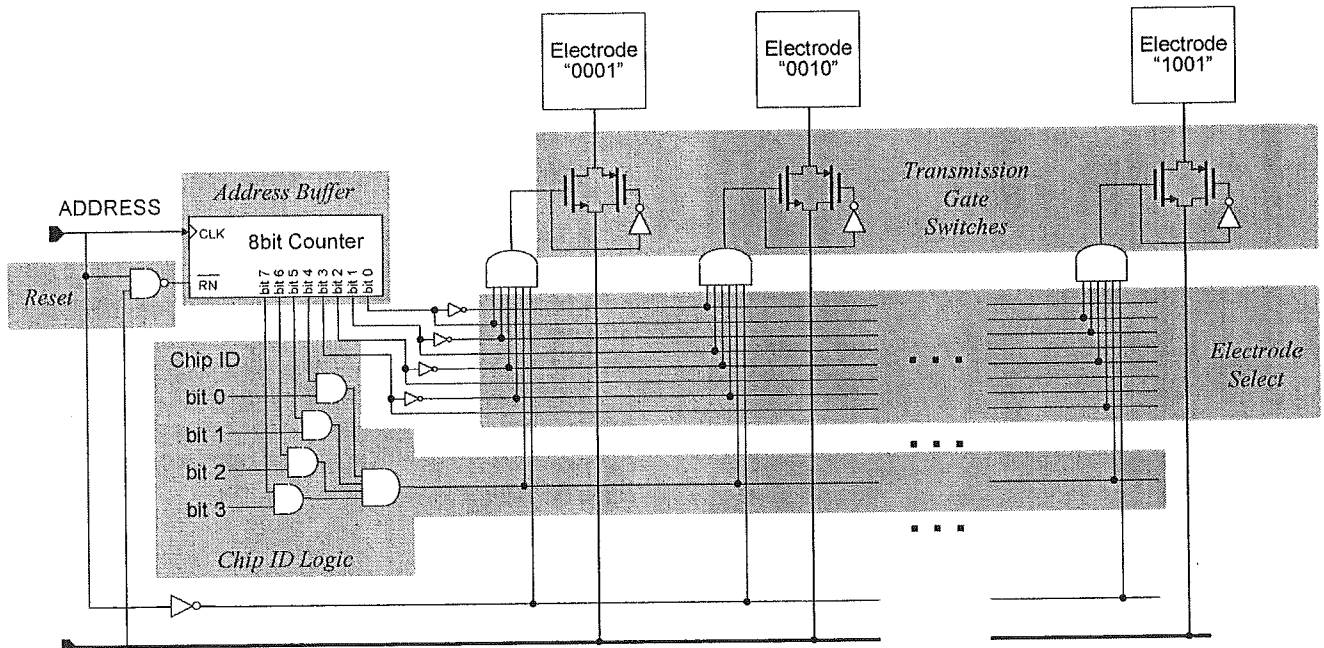 Electrode
“0001”
Electrode
“0010”
Electrode
“1001”
Transmission
Gate
Switches
Address Buffer
ADDRESS
CLK
8bit Counter
RN
bit 7
bit 6
bit 5
bit 4
bit 3
bit 2
bit 1
bit 0
Reset
Chip ID
bit 0
bit 1
bit 2
bit 3
Electrode
Select
Chip ID Logic